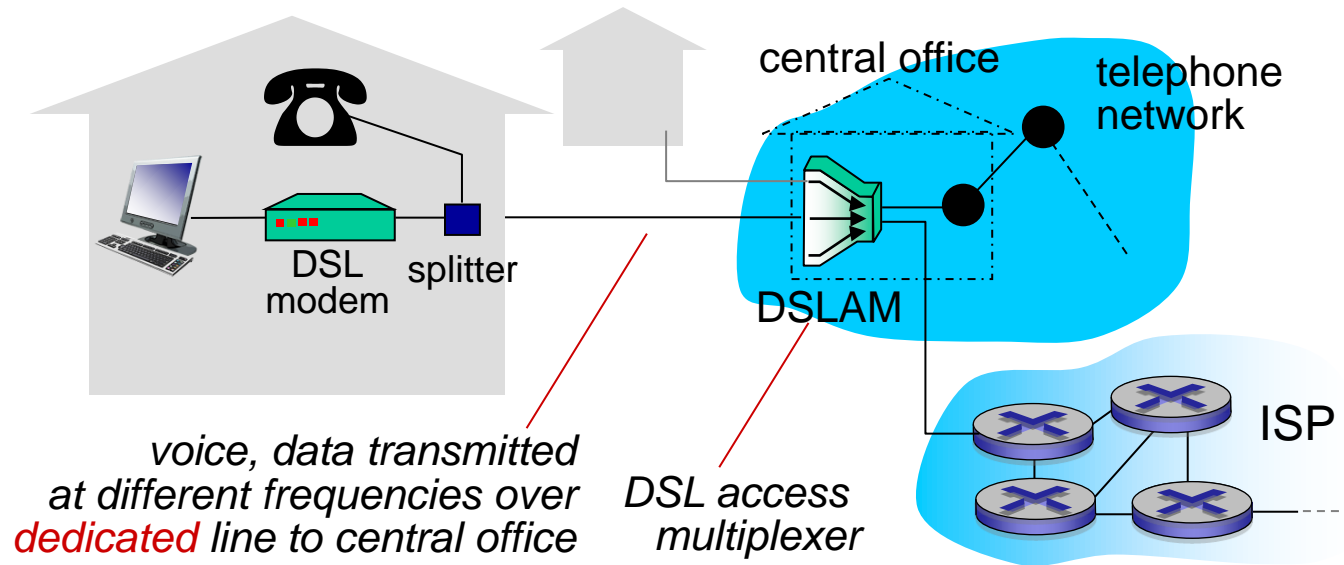 central office
telephone
network
DSL
modem
splitter
DSLAM
ISP
voice, data transmitted
at different frequencies over
dedicated line to central office
DSL access
multiplexer